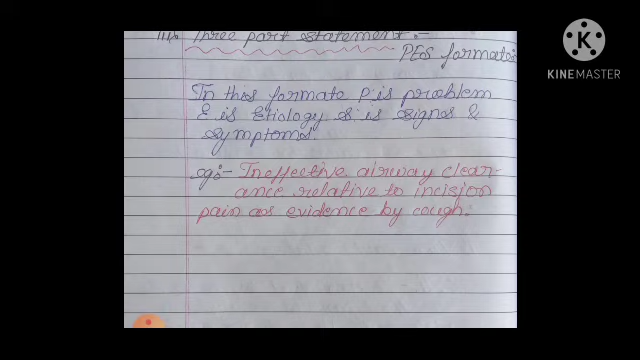 iii). Three part statement :-
PES formate :-
In this formate P is problem
E is Etiology S is signs &
symptoms.
eg:- Ineffective airway clear-
ance relative to incision
pain as evidence by cough.
KINEMASTER